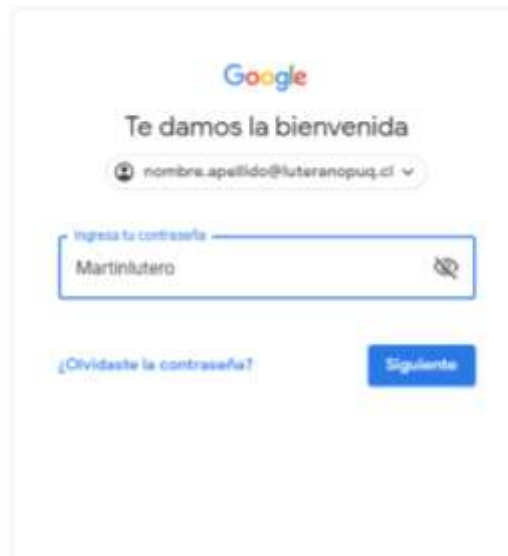 Google
Te damos la bienvenida
nombre.apellido@luteranopuq.cl
Ingresa tu contraseña
Martinlutero
¿Olvidaste la contraseña?
Siguiente